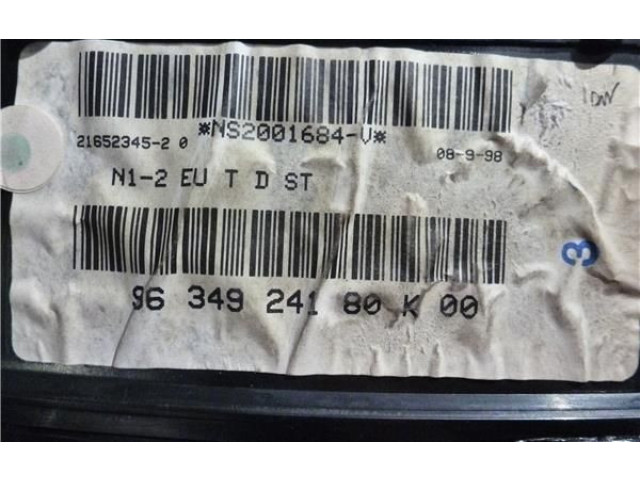 *NS2001684-V*
21652345-2 0
08-9-98
N1-2 EU T D ST
96 349 241 80 K 00
3